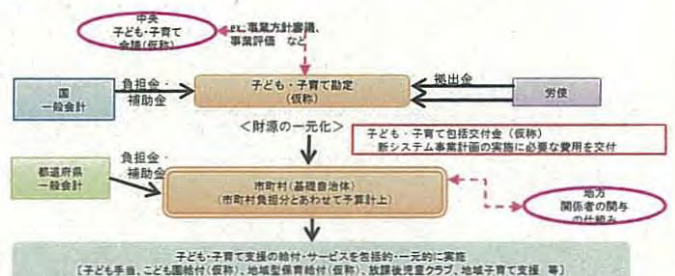 中央
子ども・子育て
会議(仮称)
ex. 事業方針審議、
事業評価 など
国
一般会計
負担金・
補助金
子ども・子育て勘定
(仮称)
拠出金
労使
＜財源の一元化＞
子ども・子育て包括交付金（仮称）
新システム事業計画の実施に必要な費用を交付
都道府県
一般会計
負担金・
補助金
市町村(基礎自治体)
(市町村負担分とあわせて予算計上)
地方
関係者の関与
の仕組み
子ども・子育て支援の給付・サービスを包括的・一元的に実施
[子ども手当、こども園給付(仮称)、地域型保育給付(仮称)、放課後児童クラブ、地域子育て支援 等]